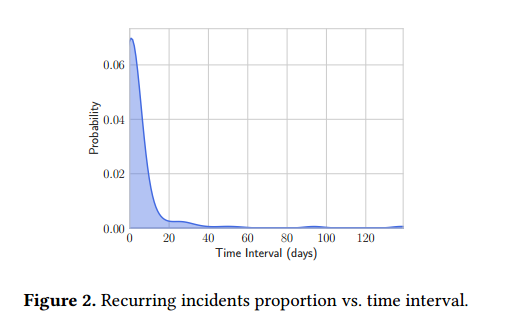 0.06
0.04
0.02
0.00
Probability
0 20 40 60 80 100 120
Time Interval (days)
Figure 2. Recurring incidents proportion vs. time interval.